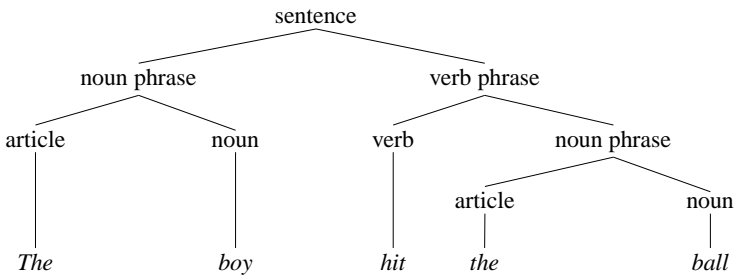 sentence
noun phrase verb phrase
article noun verb noun phrase
article noun
The boy hit the ball